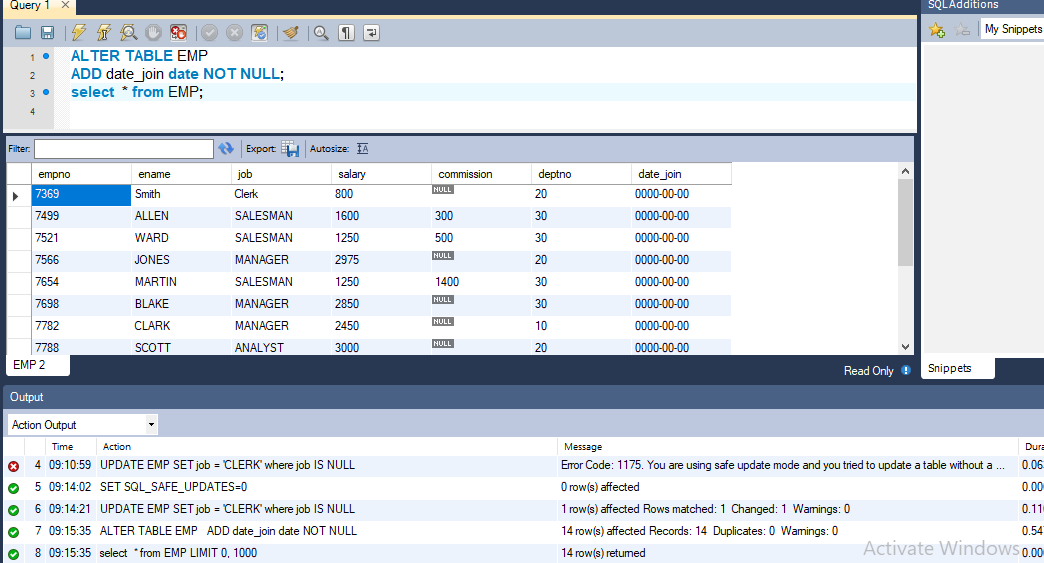 Query 1 ×
SQLAdditions
My Snippets
1 ALTER TABLE EMP
2 ADD date_join date NOT NULL;
3 select * from EMP;
4
Filter: Export: Autosize:
empno ename job salary commission deptno date_join
7369 Smith Clerk 800 NULL 20 0000-00-00
7499 ALLEN SALESMAN 1600 300 30 0000-00-00
7521 WARD SALESMAN 1250 500 30 0000-00-00
7566 JONES MANAGER 2975 NULL 20 0000-00-00
7654 MARTIN SALESMAN 1250 1400 30 0000-00-00
7698 BLAKE MANAGER 2850 NULL 30 0000-00-00
7782 CLARK MANAGER 2450 NULL 10 0000-00-00
7788 SCOTT ANALYST 3000 NULL 20 0000-00-00
EMP 2
Read Only
Snippets
Output
Action Output
Time Action Message Dura
4 09:10:59 UPDATE EMP SET job = 'CLERK' where job IS NULL Error Code: 1175. You are using safe update mode and you tried to update a table without a ... 0.063
5 09:14:02 SET SQL_SAFE_UPDATES=0 0 row(s) affected 0.00
6 09:14:21 UPDATE EMP SET job = 'CLERK' where job IS NULL 1 row(s) affected Rows matched: 1 Changed: 1 Warnings: 0 0.11
7 09:15:35 ALTER TABLE EMP ADD date_join date NOT NULL 14 row(s) affected Records: 14 Duplicates: 0 Warnings: 0 0.54
8 09:15:35 select * from EMP LIMIT 0, 1000 14 row(s) returned 0.00
Activate Windows